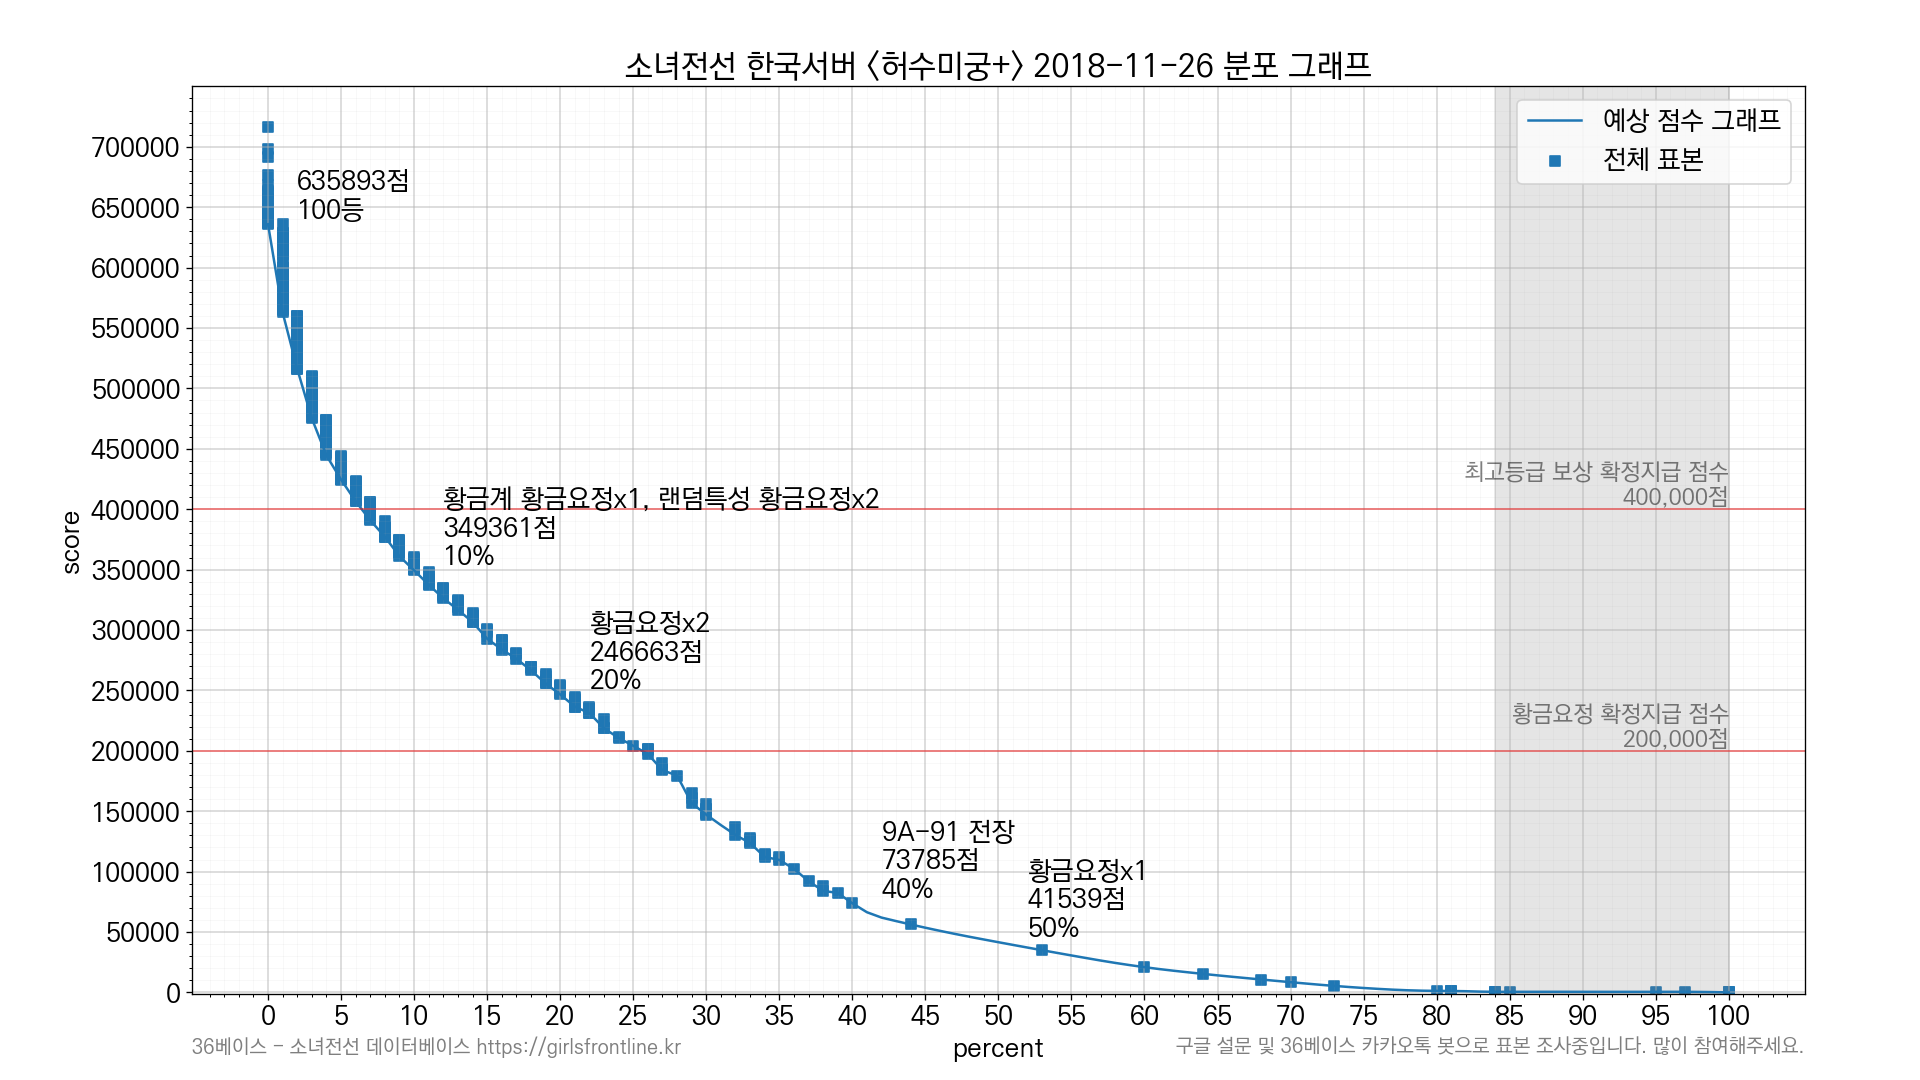 소녀전선 한국서버 <허수미궁+> 2018-11-26 분포 그래프
예상 점수 그래프
전체 표본
700000
650000
600000
550000
500000
450000
400000
350000
300000
250000
200000
150000
100000
50000
0
score
635893점
100등
황금계 황금요정x1, 랜덤특성 황금요정x2
349361점
10%
황금요정x2
246663점
20%
9A-91 전장
73785점
40%
황금요정x1
41539점
50%
최고등급 보상 확정지급 점수
400,000점
황금요정 확정지급 점수
200,000점
0 5 10 15 20 25 30 35 40 45 50 55 60 65 70 75 80 85 90 95 100
percent
36베이스 - 소녀전선 데이터베이스 https://girlsfrontline.kr
구글 설문 및 36베이스 카카오톡 봇으로 표본 조사중입니다. 많이 참여해주세요.